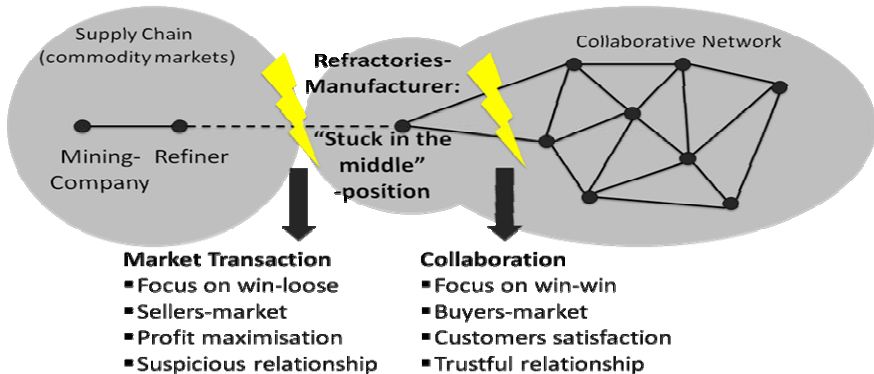 Supply Chain
(commodity markets)
Refractories-
Manufacturer:
Collaborative Network
Mining-
Company
Refiner
“Stuck in the
middle”
-position
Market Transaction
▪Focus on win-loose
▪Sellers-market
▪Profit maximisation
▪Suspicious relationship
Collaboration
▪Focus on win-win
▪Buyers-market
▪Customers satisfaction
▪Trustful relationship